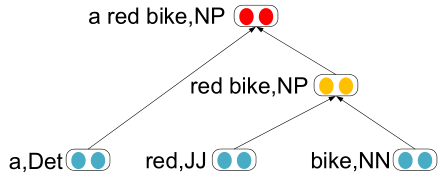 a red bike,NP
red bike,NP
a,Det
red,JJ
bike,NN